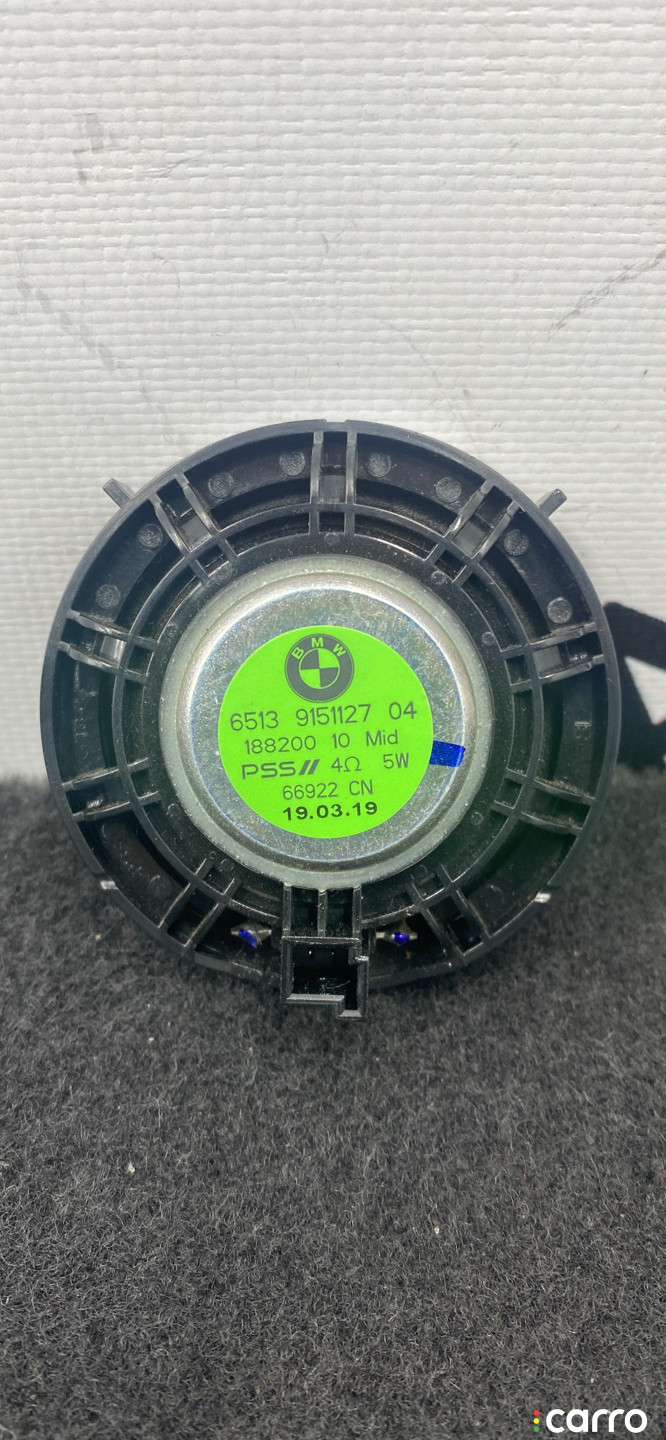 BMW
6513 9151127 04
188200 10 Mid
PSS// 4Ω 5W
66922 CN
19.03.19
carro